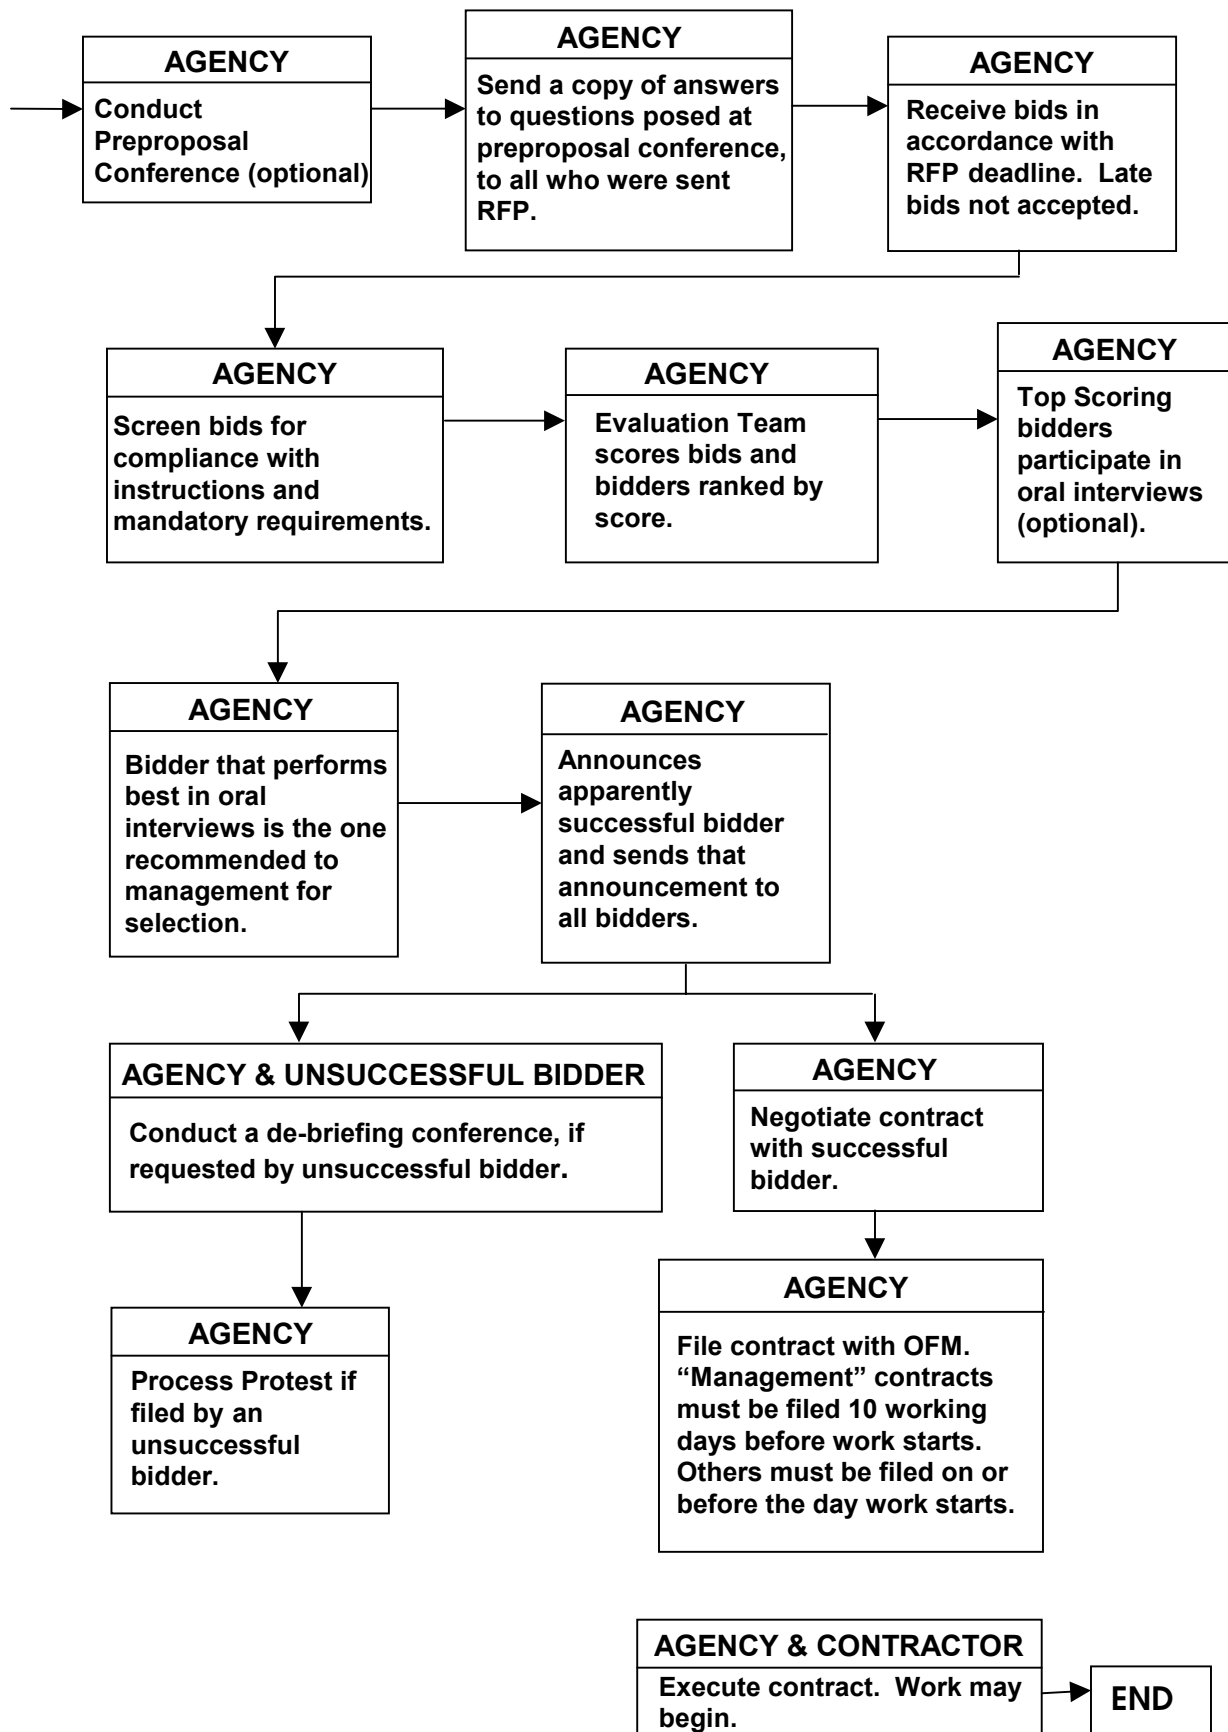 AGENCY
Conduct
Preproposal
Conference (optional)
AGENCY
Send a copy of answers
to questions posed at
preproposal conference,
to all who were sent
RFP.
AGENCY
Receive bids in
accordance with
RFP deadline.  Late
bids not accepted.
AGENCY
Screen bids for
compliance with
instructions and
mandatory requirements.
AGENCY
Evaluation Team
scores bids and
bidders ranked by
score.
AGENCY
Top Scoring
bidders
participate in
oral interviews
(optional).
AGENCY
Bidder that performs
best in oral
interviews is the one
recommended to
management for
selection.
AGENCY
Announces
apparently
successful bidder
and sends that
announcement to
all bidders.
AGENCY & UNSUCCESSFUL BIDDER
Conduct a de-briefing conference, if
requested by unsuccessful bidder.
AGENCY
Negotiate contract
with successful
bidder.
AGENCY
Process Protest if
filed by an
unsuccessful
bidder.
AGENCY
File contract with OFM.
“Management” contracts
must be filed 10 working
days before work starts.
Others must be filed on or
before the day work starts.
AGENCY & CONTRACTOR
Execute contract.  Work may
begin.
END